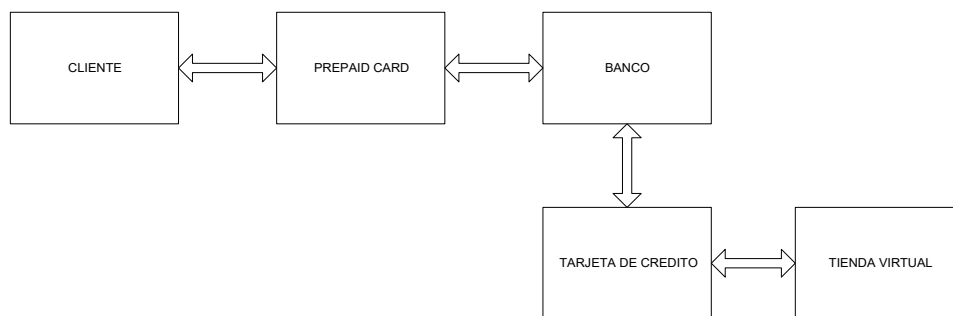 CLIENTE
PREPAID CARD
BANCO
TARJETA DE CREDITO
TIENDA VIRTUAL